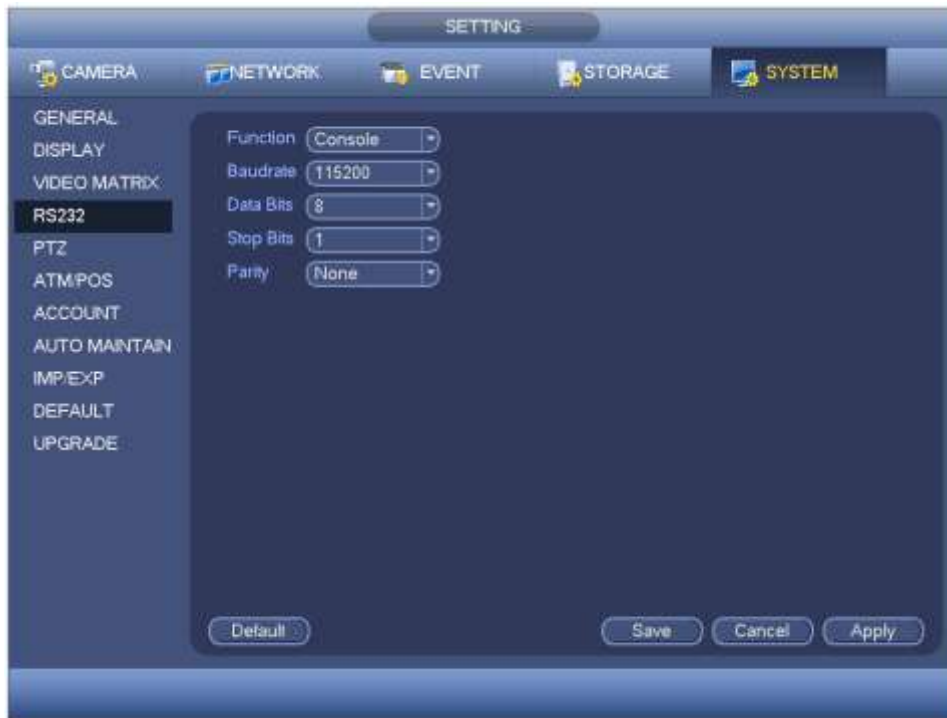 SETTING
CAMERA NETWORK EVENT STORAGE SYSTEM
GENERAL
DISPLAY
VIDEO MATRIX
RS232
PTZ
ATM/POS
ACCOUNT
AUTO MAINTAIN
IMP/EXP
DEFAULT
UPGRADE
Function Console
Baudrate 115200
Data Bits 8
Stop Bits 1
Parity None
Default Save Cancel Apply